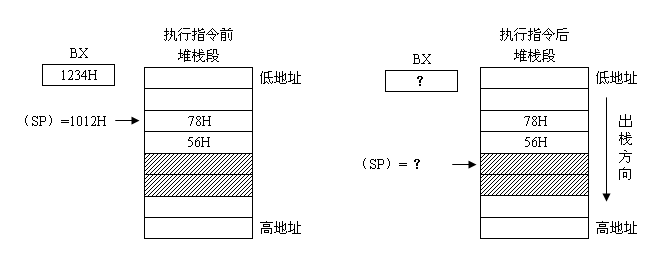 执行指令前
堆栈段
BX
1234H
低地址
(SP)=1012H
78H
56H
高地址
执行指令后
堆栈段
BX
?
低地址
78H
56H
(SP)= ?
出栈方向
高地址